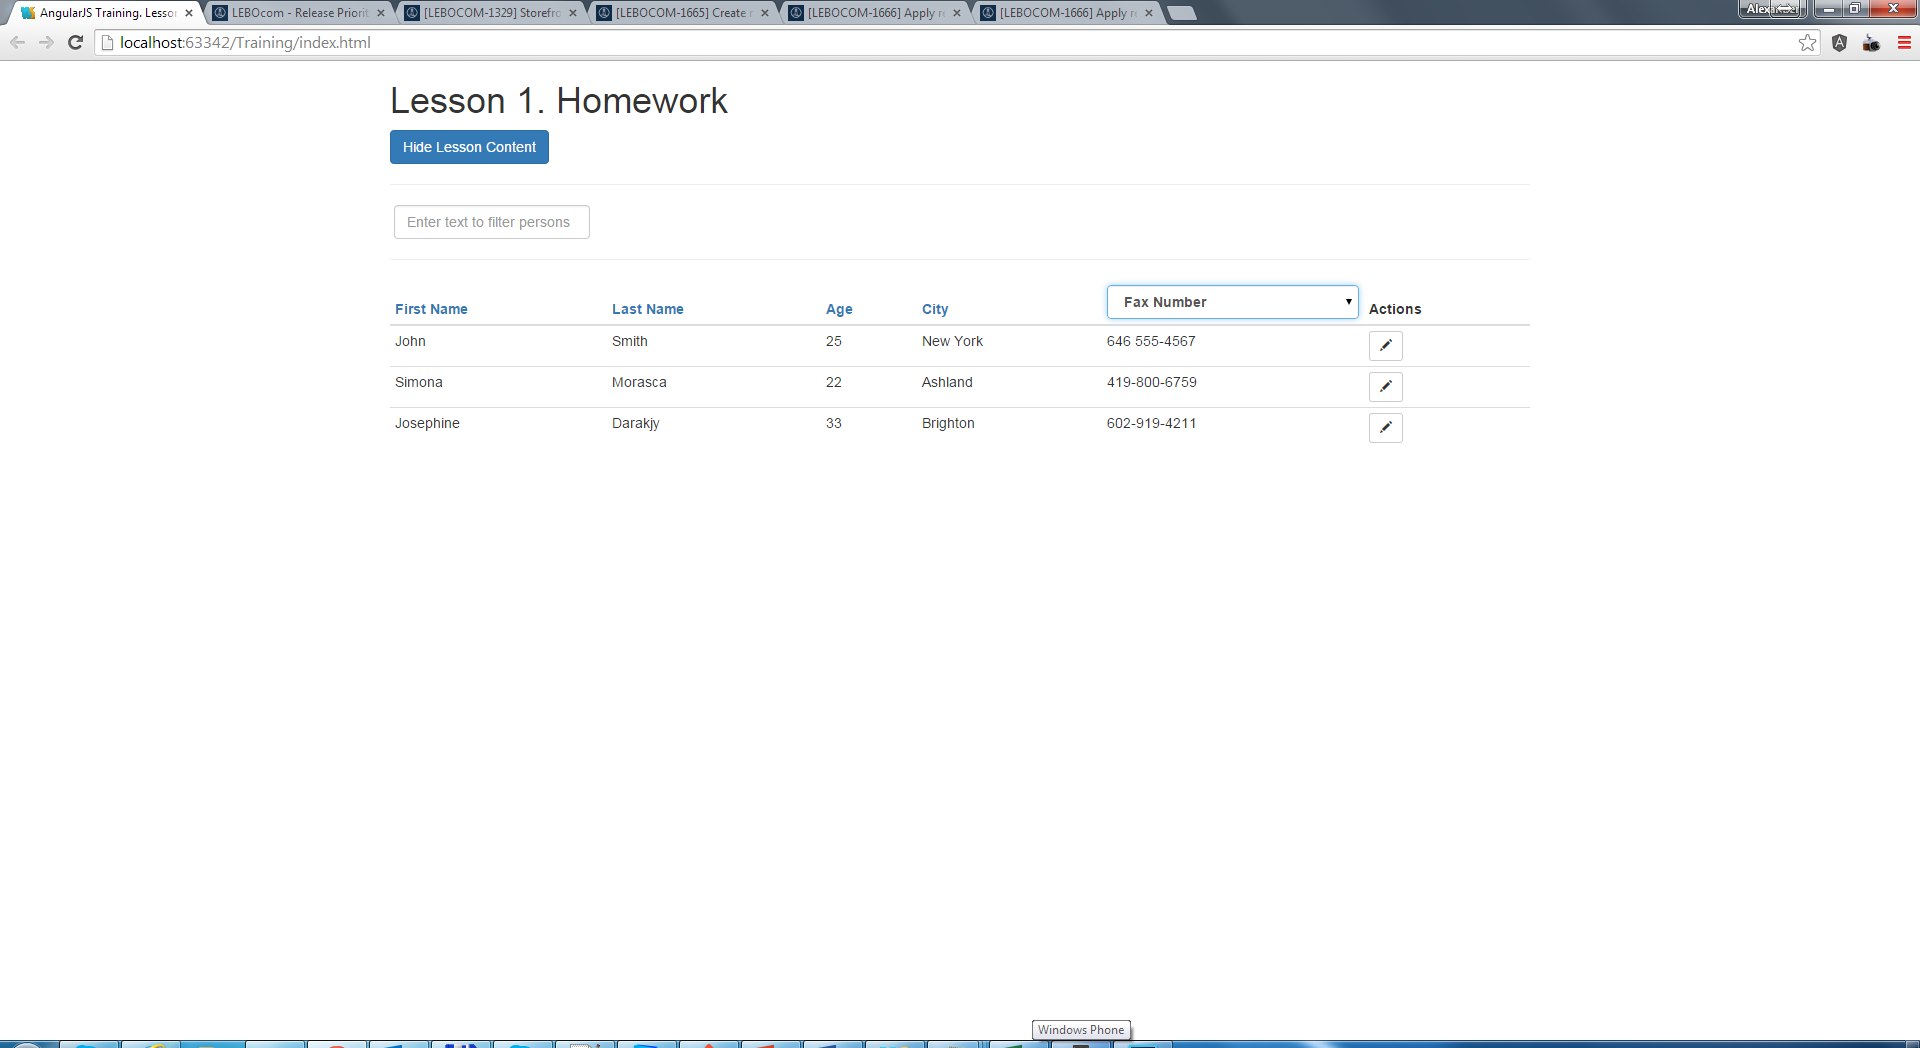 AngularJS Training. Lesso
LEBOcom - Release Priorit
[LEBOCOM-1329] Storefro
[LEBOCOM-1665] Create
[LEBOCOM-1666] Apply
[LEBOCOM-1666] Apply
localhost:63342/Training/index.html
Lesson 1. Homework
Hide Lesson Content
Enter text to filter persons
First Name Last Name Age City Fax Number Actions
John Smith 25 New York 646 555-4567
Simona Morasca 22 Ashland 419-800-6759
Josephine Darakjy 33 Brighton 602-919-4211
Windows Phone